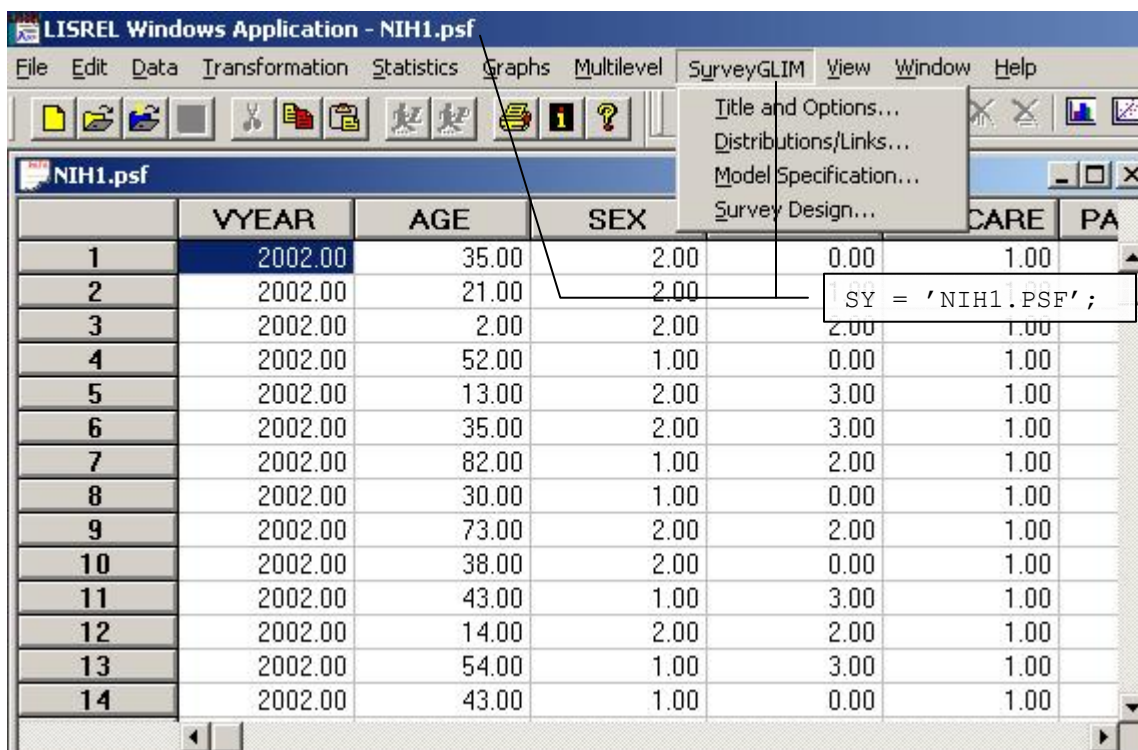 LISREL Windows Application - NIH1.psf
File Edit Data Transformation Statistics Graphs Multilevel SurveyGLIM View Window Help
Title and Options...
Distributions/Links...
Model Specification...
Survey Design...
NIH1.psf
VYEAR AGE SEX CARE PA
1 2002.00 35.00 2.00 0.00 1.00
2 2002.00 21.00 2.00
SY = 'NIH1.PSF';
3 2002.00 2.00 2.00 2.00 1.00
4 2002.00 52.00 1.00 0.00 1.00
5 2002.00 13.00 2.00 3.00 1.00
6 2002.00 35.00 2.00 3.00 1.00
7 2002.00 82.00 1.00 2.00 1.00
8 2002.00 30.00 1.00 0.00 1.00
9 2002.00 73.00 2.00 2.00 1.00
10 2002.00 38.00 2.00 0.00 1.00
11 2002.00 43.00 1.00 3.00 1.00
12 2002.00 14.00 2.00 2.00 1.00
13 2002.00 54.00 1.00 3.00 1.00
14 2002.00 43.00 1.00 0.00 1.00